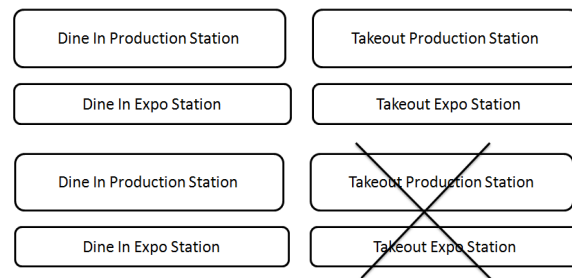 Dine In Production Station
Takeout Production Station
Dine In Expo Station
Takeout Expo Station
Dine In Production Station
Takeout Production Station
Dine In Expo Station
Takeout Expo Station